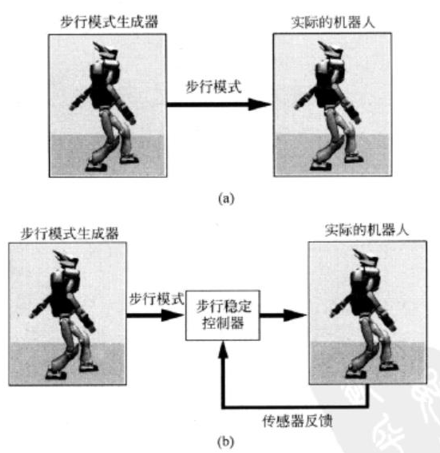 步行模式生成器
实际的机器人
步行模式
(a)
步行模式生成器
实际的机器人
步行模式
步行稳定
控制器
传感器反馈
(b)